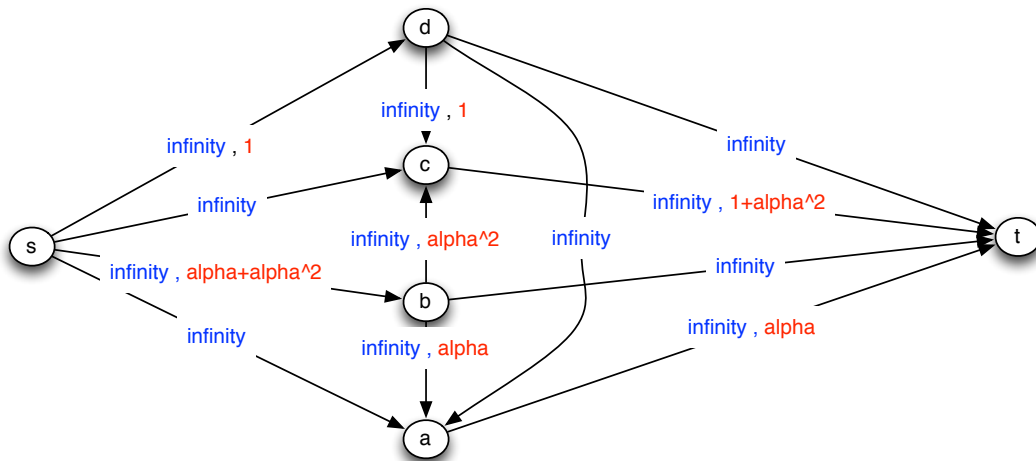 d
infinity , 1
infinity , 1
infinity
c
infinity
infinity , 1+alpha^2
s
infinity , alpha^2
infinity
t
infinity , alpha+alpha^2
infinity
b
infinity
infinity , alpha
infinity , alpha
a